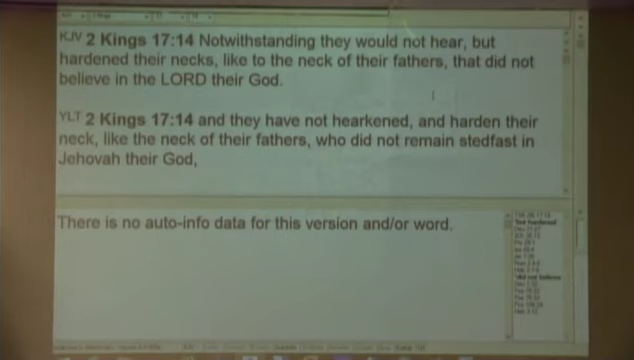 KJV 2 Kings 17:14 Notwithstanding they would not hear, but
hardened their necks, like to the neck of their fathers, that did not
believe in the LORD their God.
YLT 2 Kings 17:14 and they have not hearkened, and harden their
neck, like the neck of their fathers, who did not remain stedfast in
Jehovah their God,
There is no auto-info data for this version and/or word.